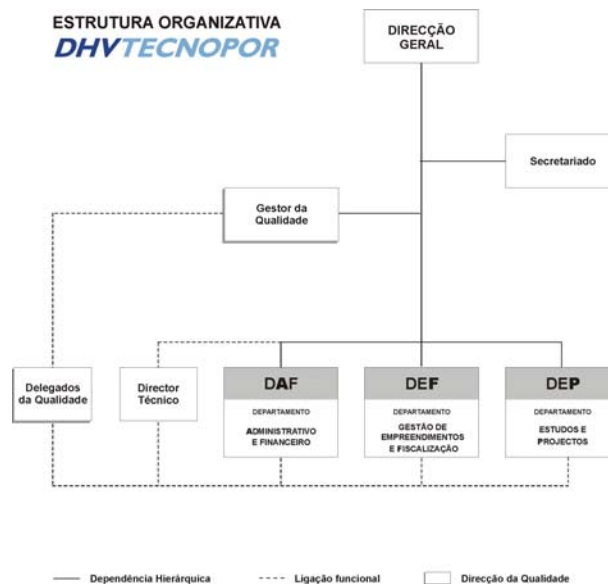 ESTRUTURA ORGANIZATIVA
DHVTECNOPOR
DIRECÇÃO
GERAL
Secretariado
Gestor da
Qualidade
Delegados
da Qualidade
Director
Técnico
DAF
DEPARTAMENTO
ADMINISTRATIVO
E FINANCEIRO
DEF
DEPARTAMENTO
GESTÃO DE
EMPREENDIMENTOS
E FISCALIZAÇÃO
DEP
DEPARTAMENTO
ESTUDOS E
PROJECTOS
Dependência Hierárquica
Ligação funcional
Direcção da Qualidade